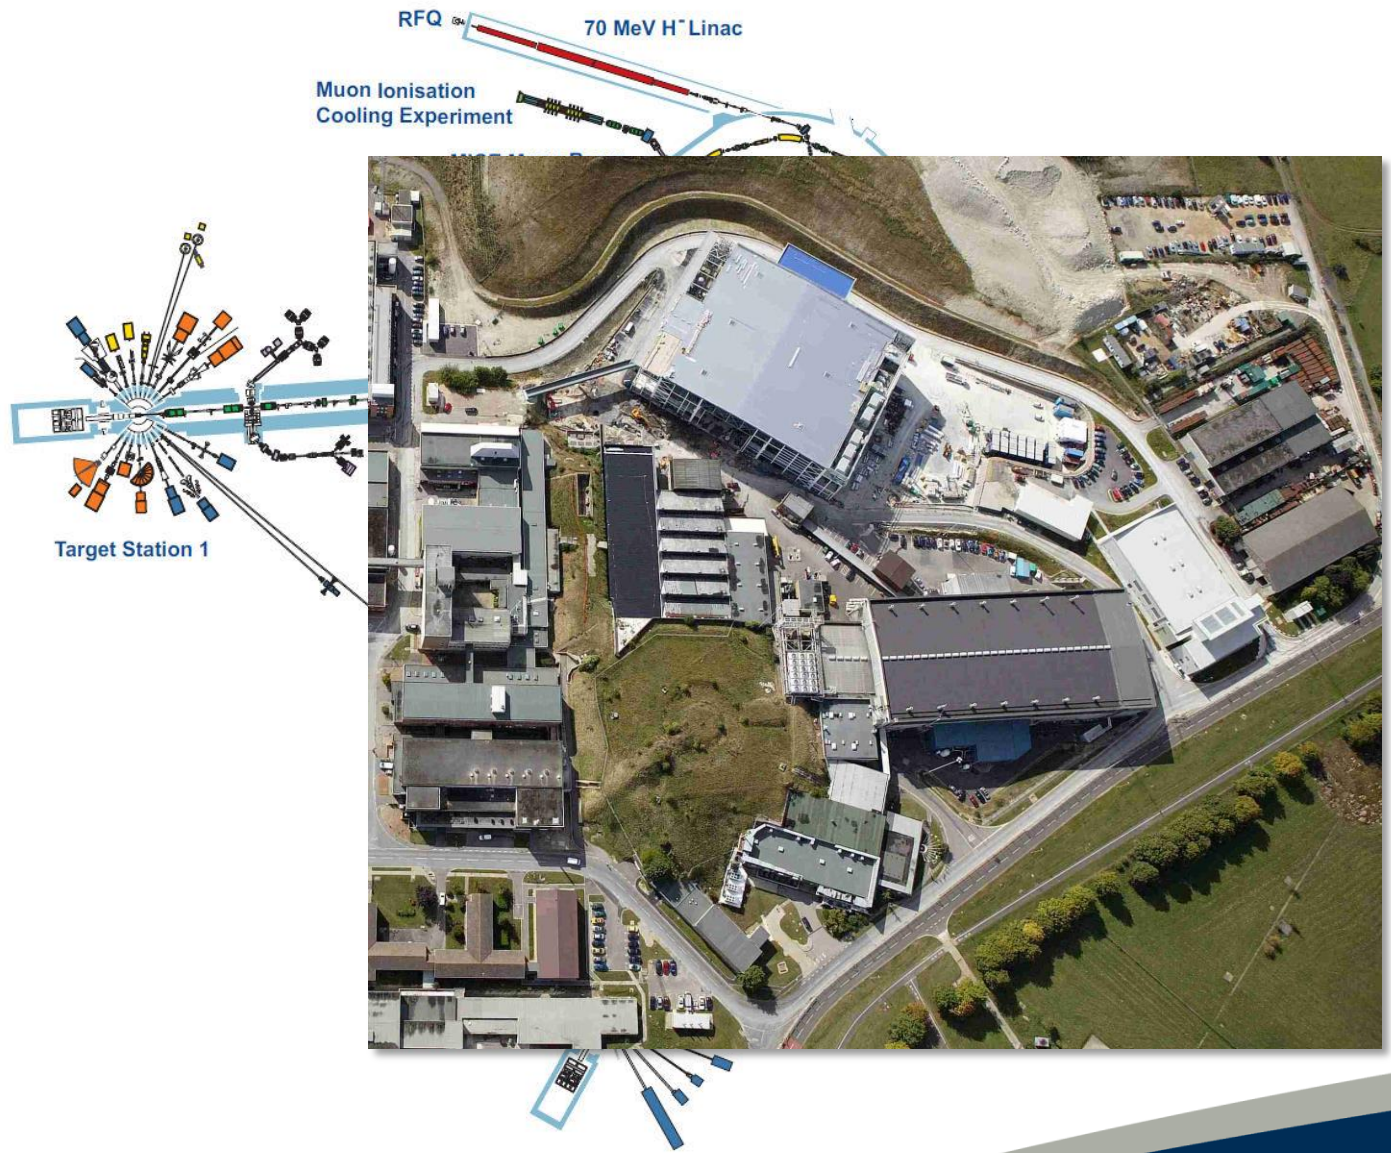 RFQ
70 MeV H⁻ Linac
Muon Ionisation
Cooling Experiment
Target Station 1